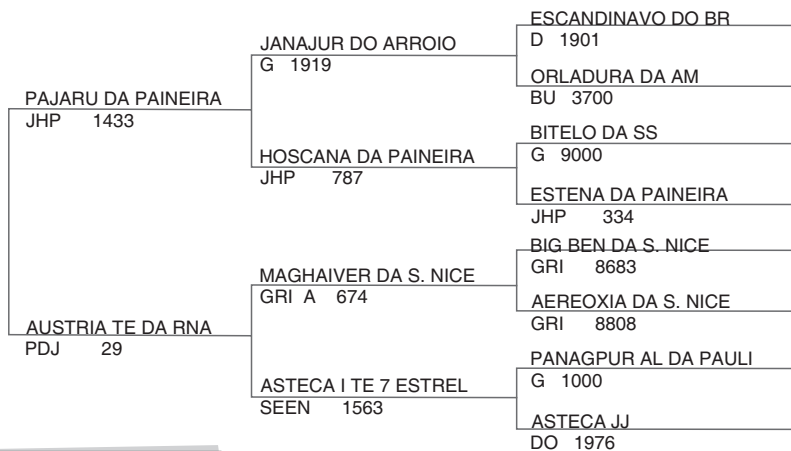 ESCANDINAVO DO BR
D 1901
JANAJUR DO ARROIO
G 1919
ORLADURA DA AM
BU 3700
PAJARU DA PAINEIRA
JHP 1433
BITELO DA SS
G 9000
HOSCANA DA PAINEIRA
JHP 787
ESTENA DA PAINEIRA
JHP 334
BIG BEN DA S. NICE
GRI 8683
MAGHAIVER DA S. NICE
GRI A 674
AEREOXIA DA S. NICE
GRI 8808
AUSTRIA TE DA RNA
PDJ 29
PANAGPUR AL DA PAULI
G 1000
ASTECA I TE 7 ESTREL
SEEN 1563
ASTECA JJ
DO 1976